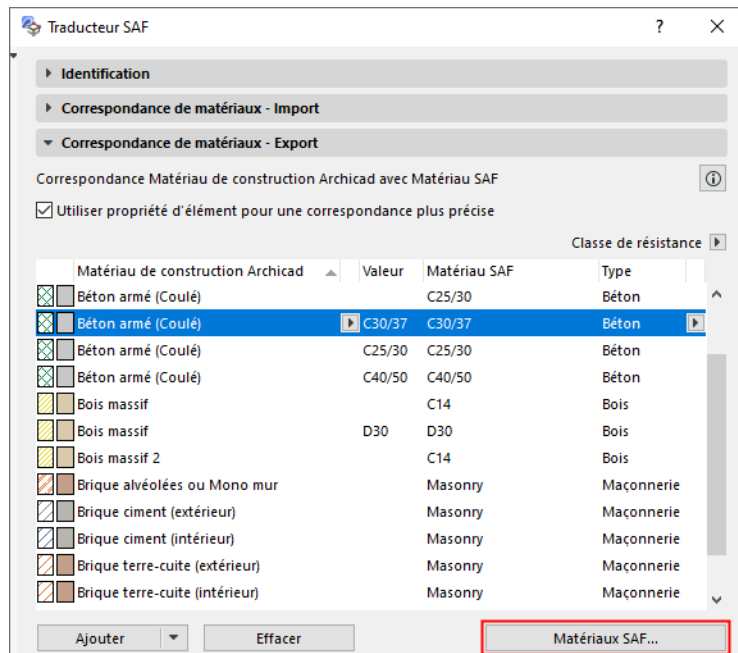 Traducteur SAF ?
Identification
Correspondance de matériaux - Import
Correspondance de matériaux - Export
Correspondance Matériau de construction Archicad avec Matériau SAF
Utiliser propriété d'élément pour une correspondance plus précise
Classe de résistance
Matériau de construction Archicad Valeur Matériau SAF Type
Béton armé (Coulé) C25/30 Béton
Béton armé (Coulé) C30/37 C30/37 Béton
Béton armé (Coulé) C25/30 C25/30 Béton
Béton armé (Coulé) C40/50 C40/50 Béton
Bois massif C14 Bois
Bois massif D30 D30 Bois
Bois massif 2 C14 Bois
Brique alvéolées ou Mono mur Masonry Maçonnerie
Brique ciment (extérieur) Masonry Maçonnerie
Brique ciment (intérieur) Masonry Maçonnerie
Brique terre-cuite (extérieur) Masonry Maçonnerie
Brique terre-cuite (intérieur) Masonry Maçonnerie
Ajouter Effacer Matériaux SAF...